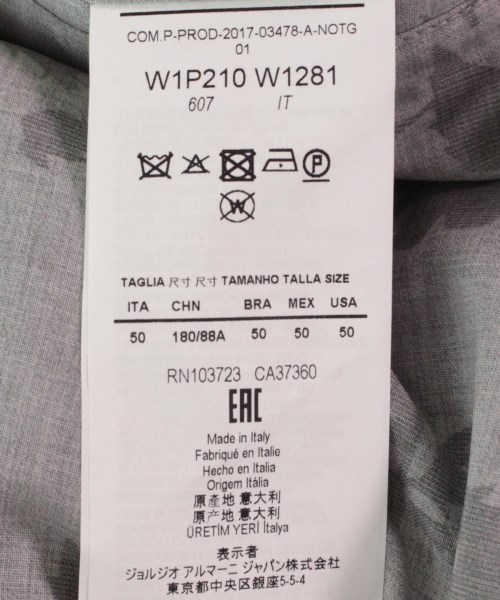 COM.P-PROD-2017-03478-A-NOTG
01
W1P210 W1281
607 IT
P
W
TAGLIA 尺寸 尺寸 TAMANHO TALLA SIZE
ITA CHN BRA MEX USA
50 180/88A 50 50 50
RN103723 CA37360
EAC
Made in Italy
Fabriqué en Italie
Hecho en Italia
Origem Itália
原產地 意大利
原产地 意大利
ÜRETİM YERİ İtalya
表示者
ジョルジオ アルマーニ ジャパン株式会社
東京都中央区銀座5-5-4